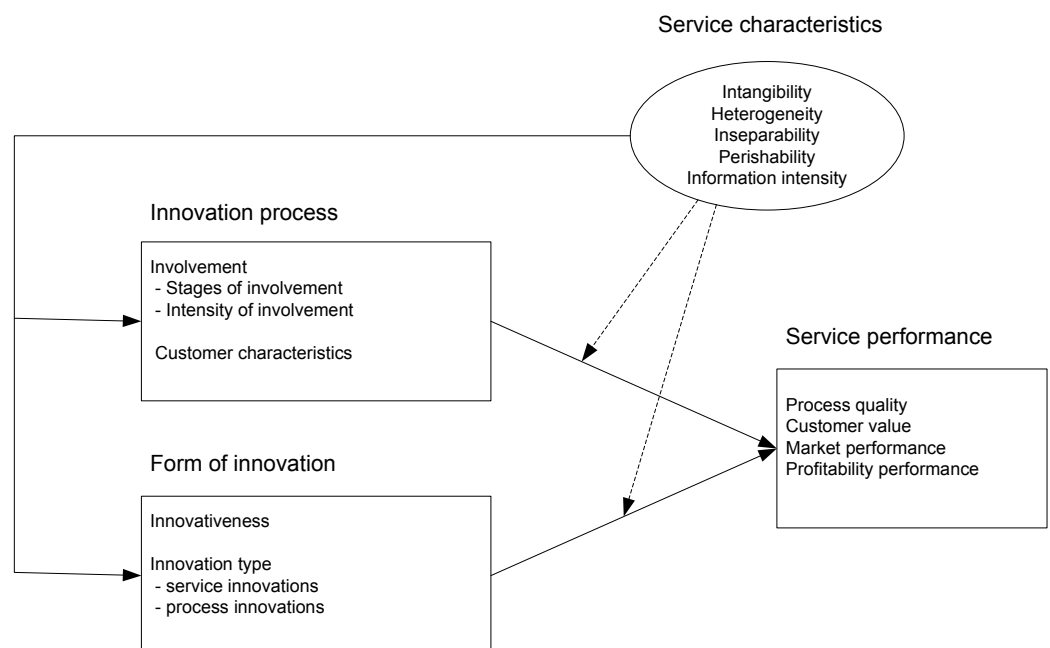 Service characteristics
Intangibility
Heterogeneity
Inseparability
Perishability
Information intensity
Innovation process
Involvement
- Stages of involvement
- Intensity of involvement
Customer characteristics
Service performance
Process quality
Customer value
Market performance
Profitability performance
Form of innovation
Innovativeness
Innovation type
- service innovations
- process innovations